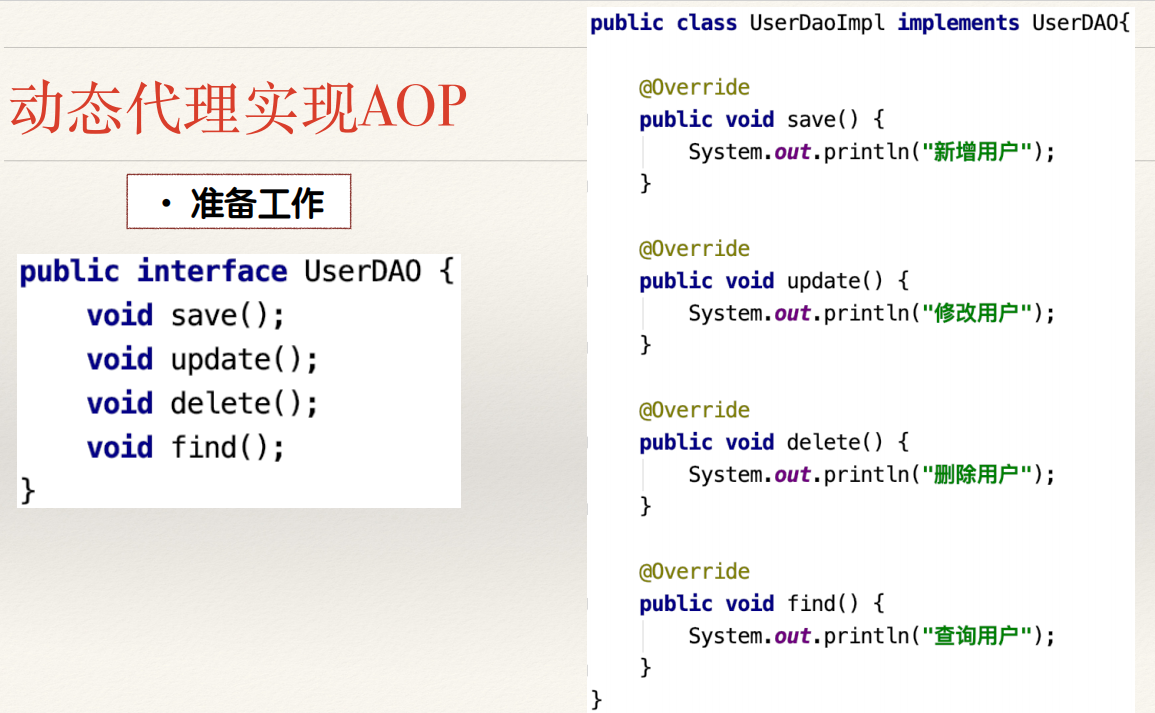 动态代理实现AOP
• 准备工作
public interface UserDAO {
    void save();
    void update();
    void delete();
    void find();
}
public class UserDaoImpl implements UserDAO{
    @Override
    public void save() {
        System.out.println("新增用户");
    }
    @Override
    public void update() {
        System.out.println("修改用户");
    }
    @Override
    public void delete() {
        System.out.println("删除用户");
    }
    @Override
    public void find() {
        System.out.println("查询用户");
    }
}